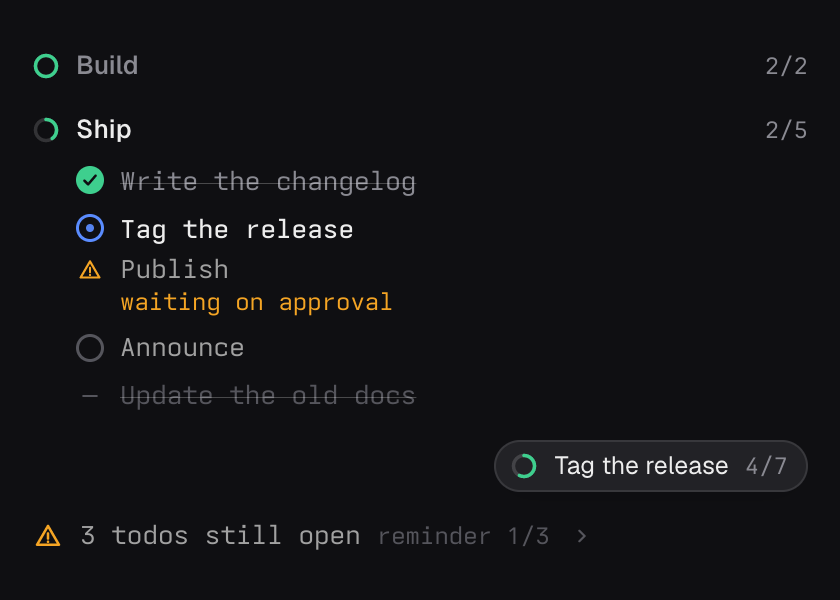 Build 2/2
Ship 2/5
Write the changelog
Tag the release
Publish
waiting on approval
Announce
Update the old docs
Tag the release 4/7
3 todos still open reminder 1/3